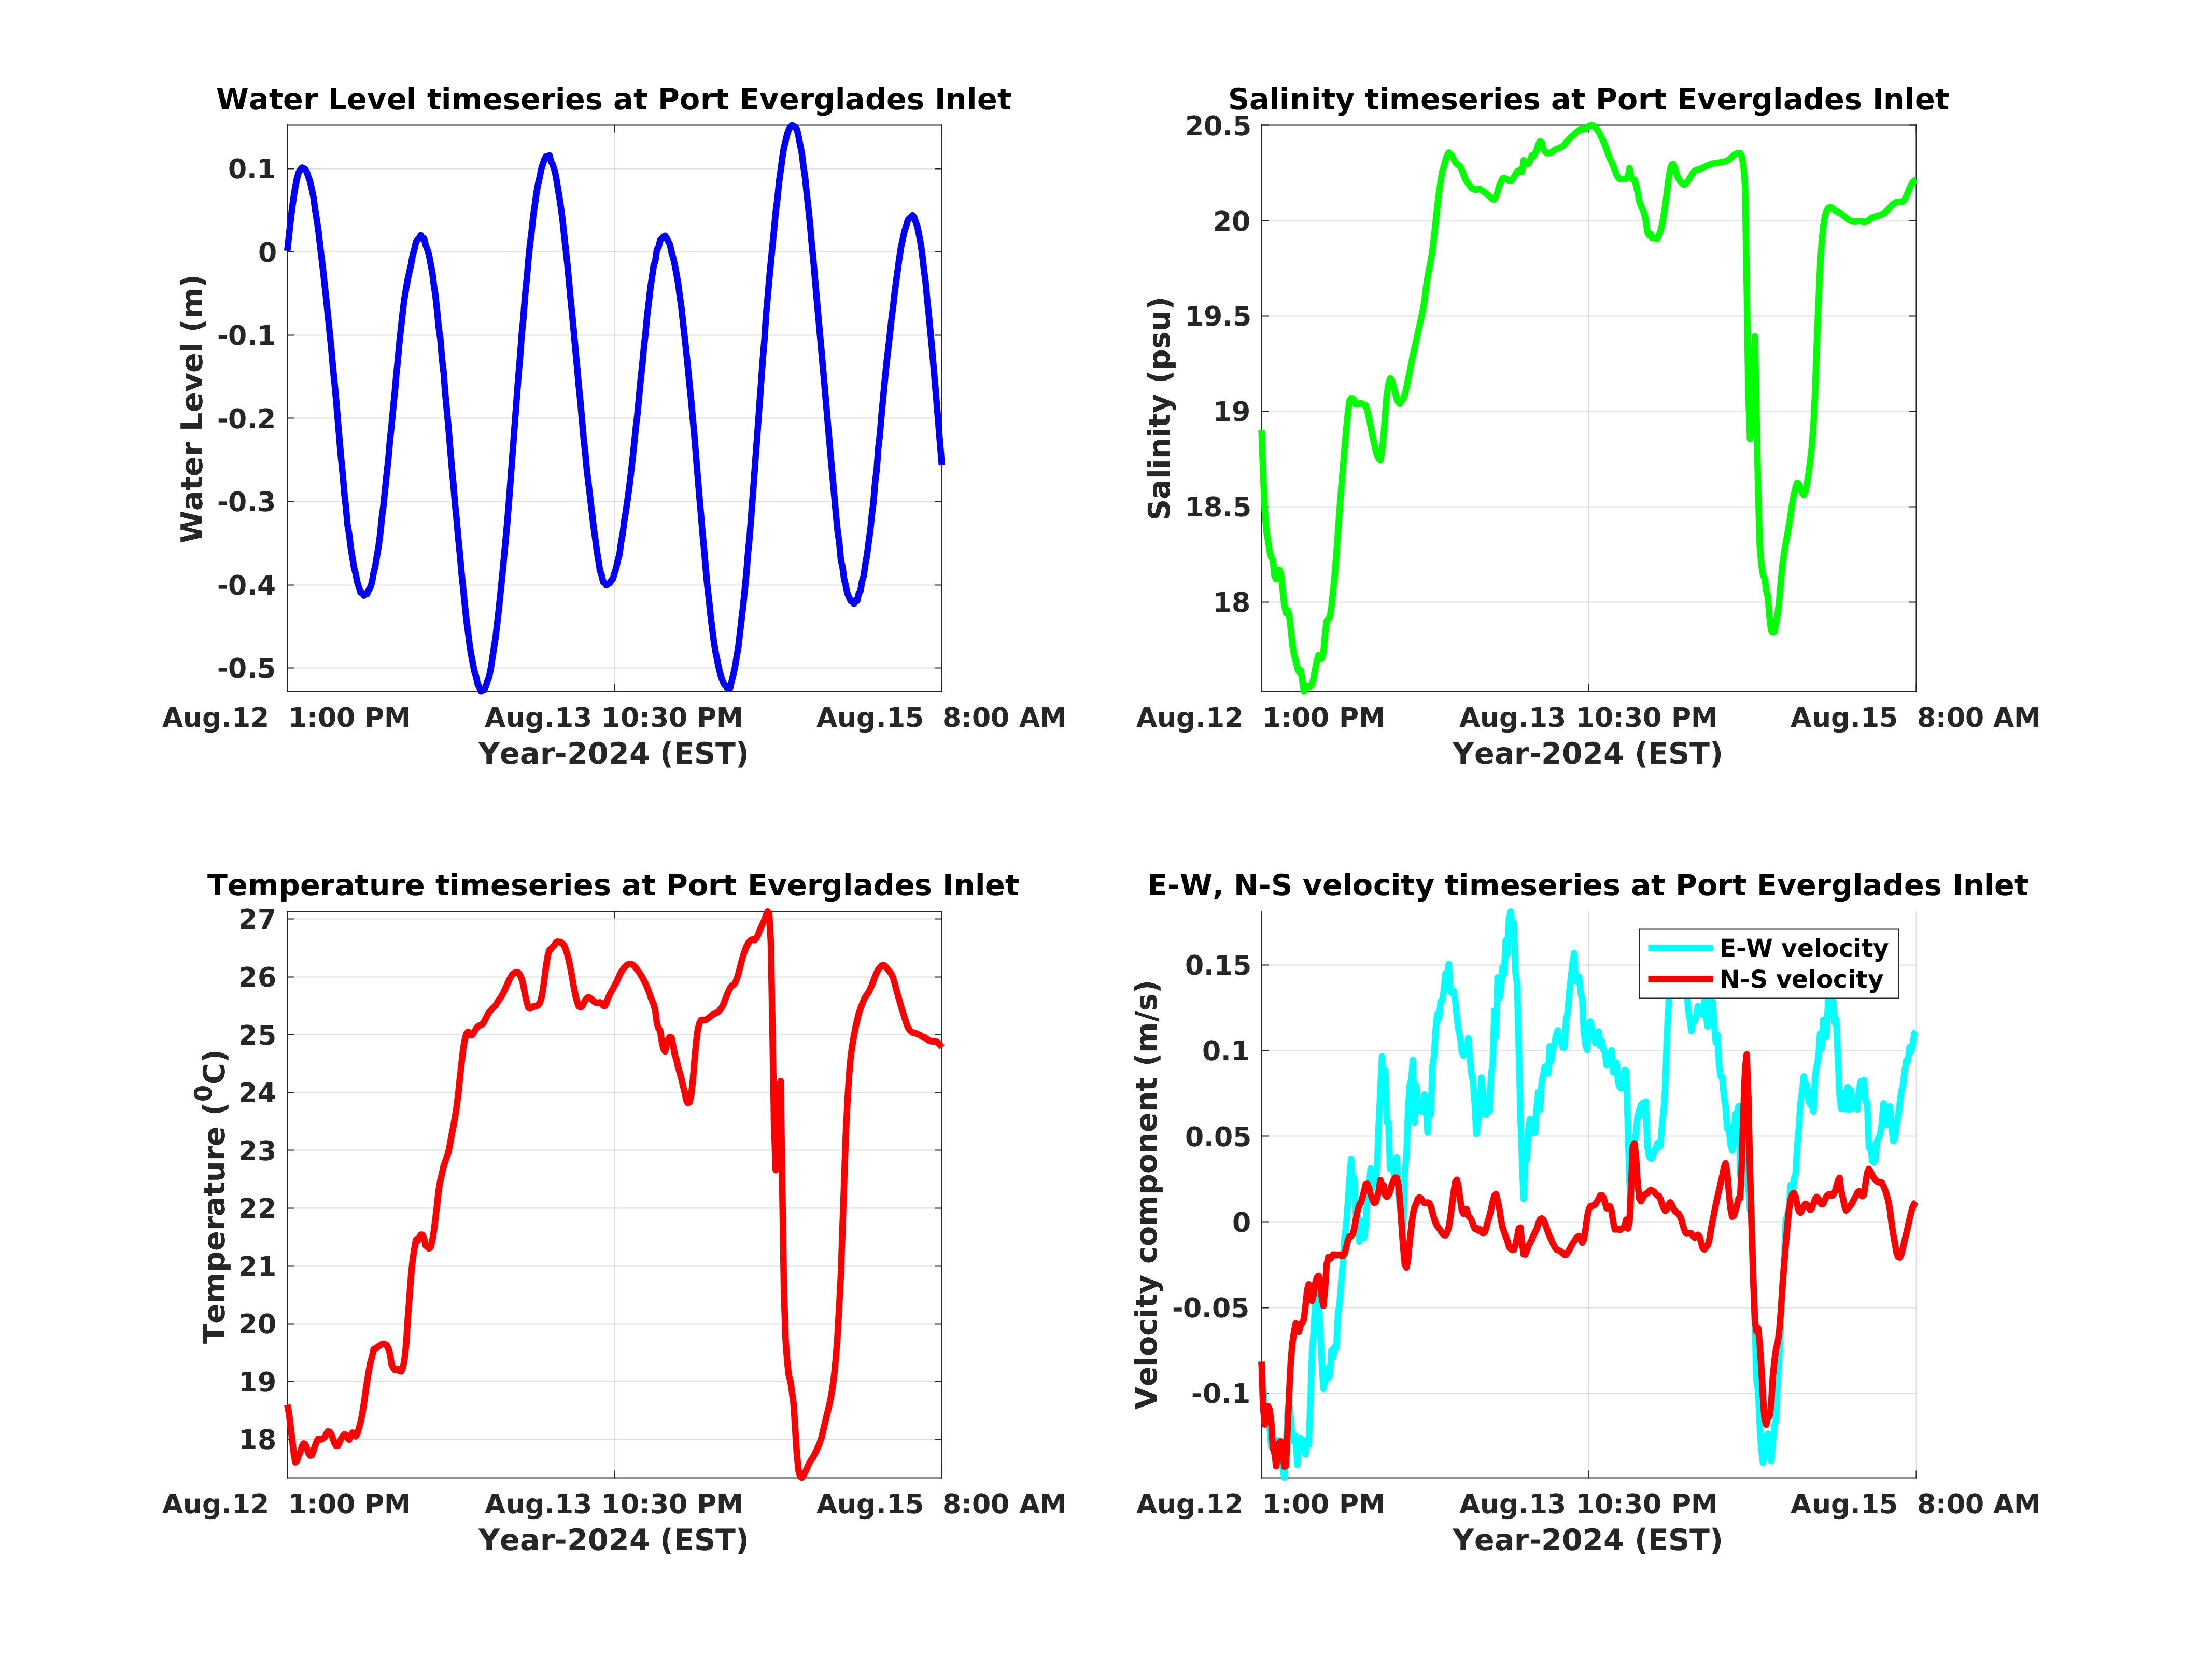 Water Level timeseries at Port Everglades Inlet
0.1
0
-0.1
-0.2
-0.3
-0.4
-0.5
Water Level (m)
Aug.12 1:00 PM
Aug.13 10:30 PM
Aug.15 8:00 AM
Year-2024 (EST)
Salinity timeseries at Port Everglades Inlet
20.5
20
19.5
19
18.5
18
Salinity (psu)
Aug.12 1:00 PM
Aug.13 10:30 PM
Aug.15 8:00 AM
Year-2024 (EST)
Temperature timeseries at Port Everglades Inlet
27
26
25
24
23
22
21
20
19
18
Temperature (⁰C)
Aug.12 1:00 PM
Aug.13 10:30 PM
Aug.15 8:00 AM
Year-2024 (EST)
E-W, N-S velocity timeseries at Port Everglades Inlet
E-W velocity
N-S velocity
0.15
0.1
0.05
0
-0.05
-0.1
Velocity component (m/s)
Aug.12 1:00 PM
Aug.13 10:30 PM
Aug.15 8:00 AM
Year-2024 (EST)